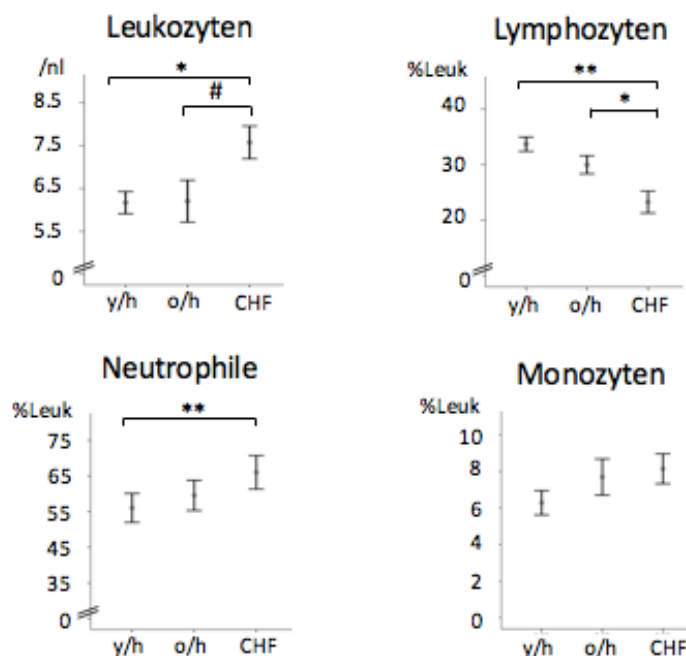 Leukozyten
/nl
*
#
8.5
7.5
6.5
5.5
0
y/h o/h CHF
Lymphozyten
%Leuk
**
*
40
30
20
0
y/h o/h CHF
Neutrophile
%Leuk
**
75
65
55
45
35
0
y/h o/h CHF
Monozyten
%Leuk
10
8
6
4
2
0
y/h o/h CHF